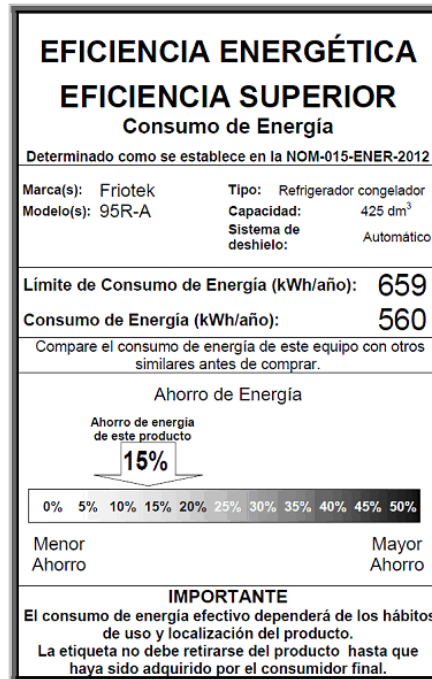 EFICIENCIA ENERGÉTICA
EFICIENCIA SUPERIOR
Consumo de Energía
Determinado como se establece en la NOM-015-ENER-2012
Marca(s): Friotek Tipo: Refrigerador congelador
Modelo(s): 95R-A Capacidad: 425 dm³
Sistema de
deshielo: Automático
Límite de Consumo de Energía (kWh/año): 659
Consumo de Energía (kWh/año): 560
Compare el consumo de energía de este equipo con otros
similares antes de comprar.
Ahorro de Energía
Ahorro de energía
de este producto
15%
0% 5% 10% 15% 20% 25% 30% 35% 40% 45% 50%
Menor Mayor
Ahorro Ahorro
IMPORTANTE
El consumo de energía efectivo dependerá de los hábitos
de uso y localización del producto.
La etiqueta no debe retirarse del producto hasta que
haya sido adquirido por el consumidor final.